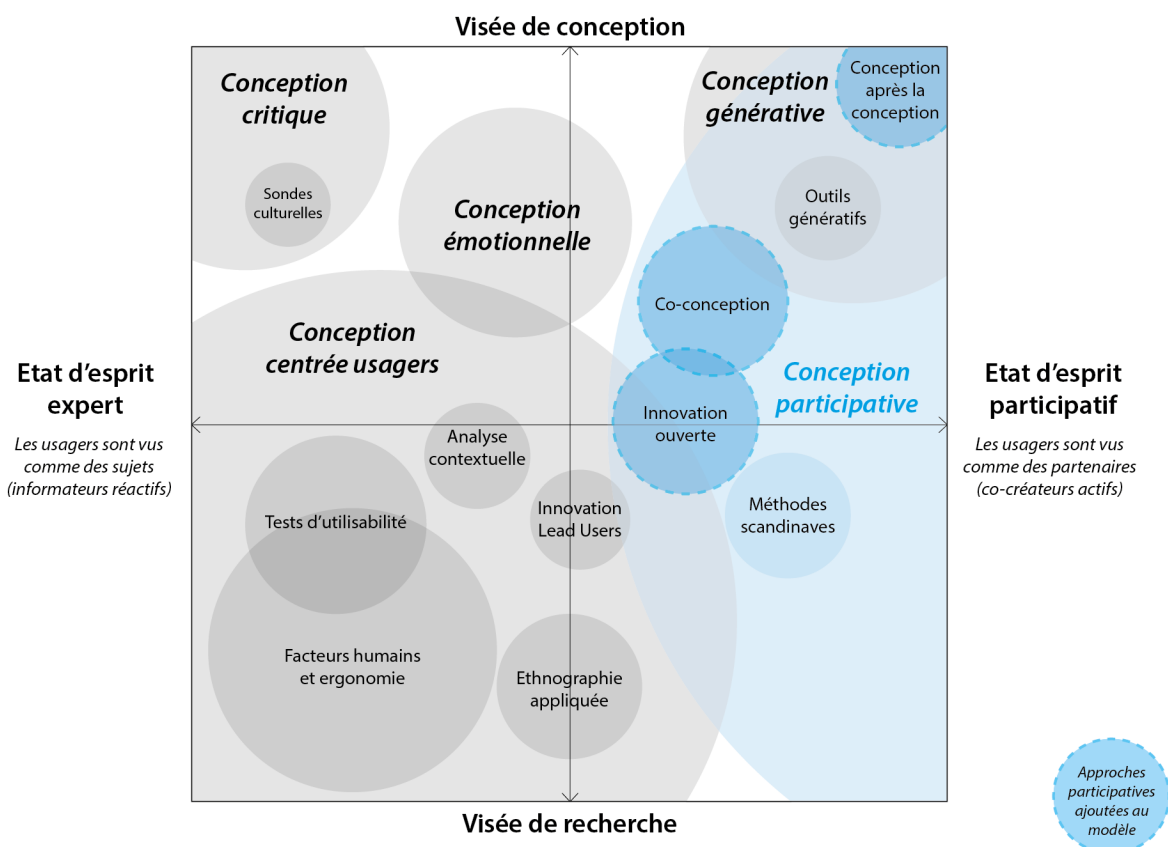 Visée de conception
Conception
critique
Sondes
culturelles
Conception
émotionnelle
Conception
générative
Conception
après la
conception
Outils
génératifs
Co-conception
Conception
centrée usagers
Conception
participative
Etat d'esprit
expert
Les usagers sont vus
comme des sujets
(informateurs réactifs)
Etat d'esprit
participatif
Les usagers sont vus
comme des partenaires
(co-créateurs actifs)
Innovation
ouverte
Analyse
contextuelle
Tests d'utilisabilité
Innovation
Lead Users
Méthodes
scandinaves
Facteurs humains
et ergonomie
Ethnographie
appliquée
Visée de recherche
Approches
participatives
ajoutées au
modèle